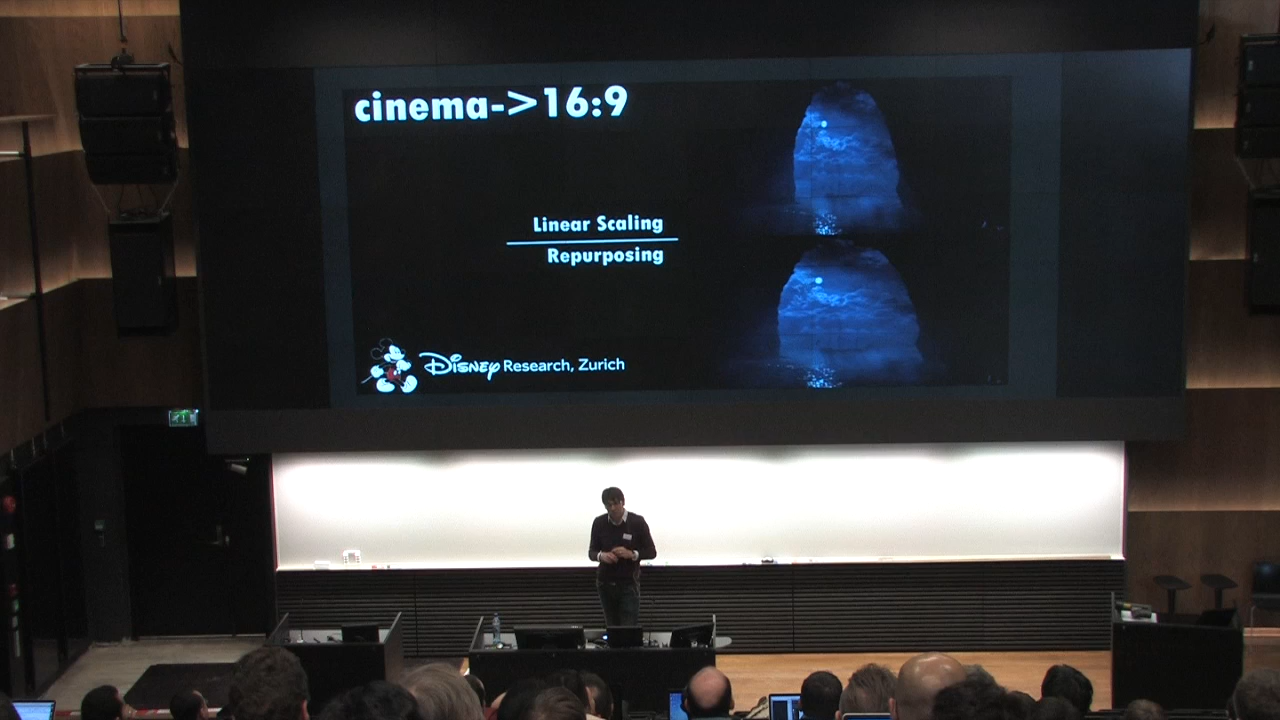 cinema->16:9
Linear Scaling
Repurposing
Disney Research, Zurich